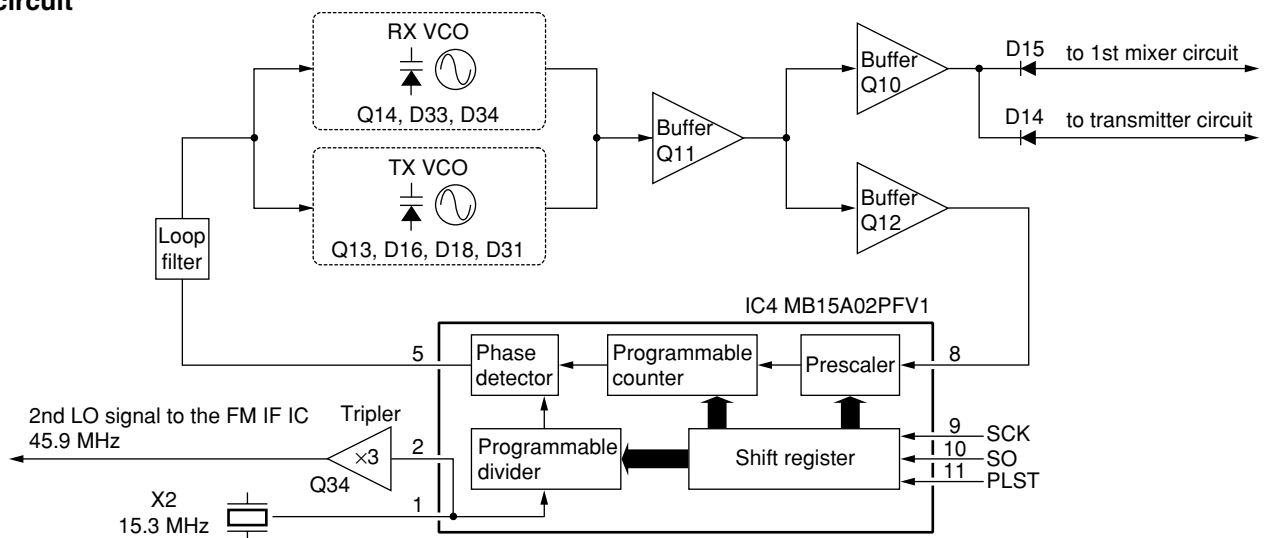 circuit
RX VCO
Q14, D33, D34
TX VCO
Q13, D16, D18, D31
Loop
filter
Buffer
Q11
Buffer
Q10
Buffer
Q12
D15
to 1st mixer circuit
D14
to transmitter circuit
IC4 MB15A02PFV1
5
Phase
detector
Programmable
counter
Prescaler
8
2nd LO signal to the FM IF IC
45.9 MHz
Tripler
×3
Q34
2
Programmable
divider
Shift register
9
SCK
10
SO
11
PLST
X2
15.3 MHz
1